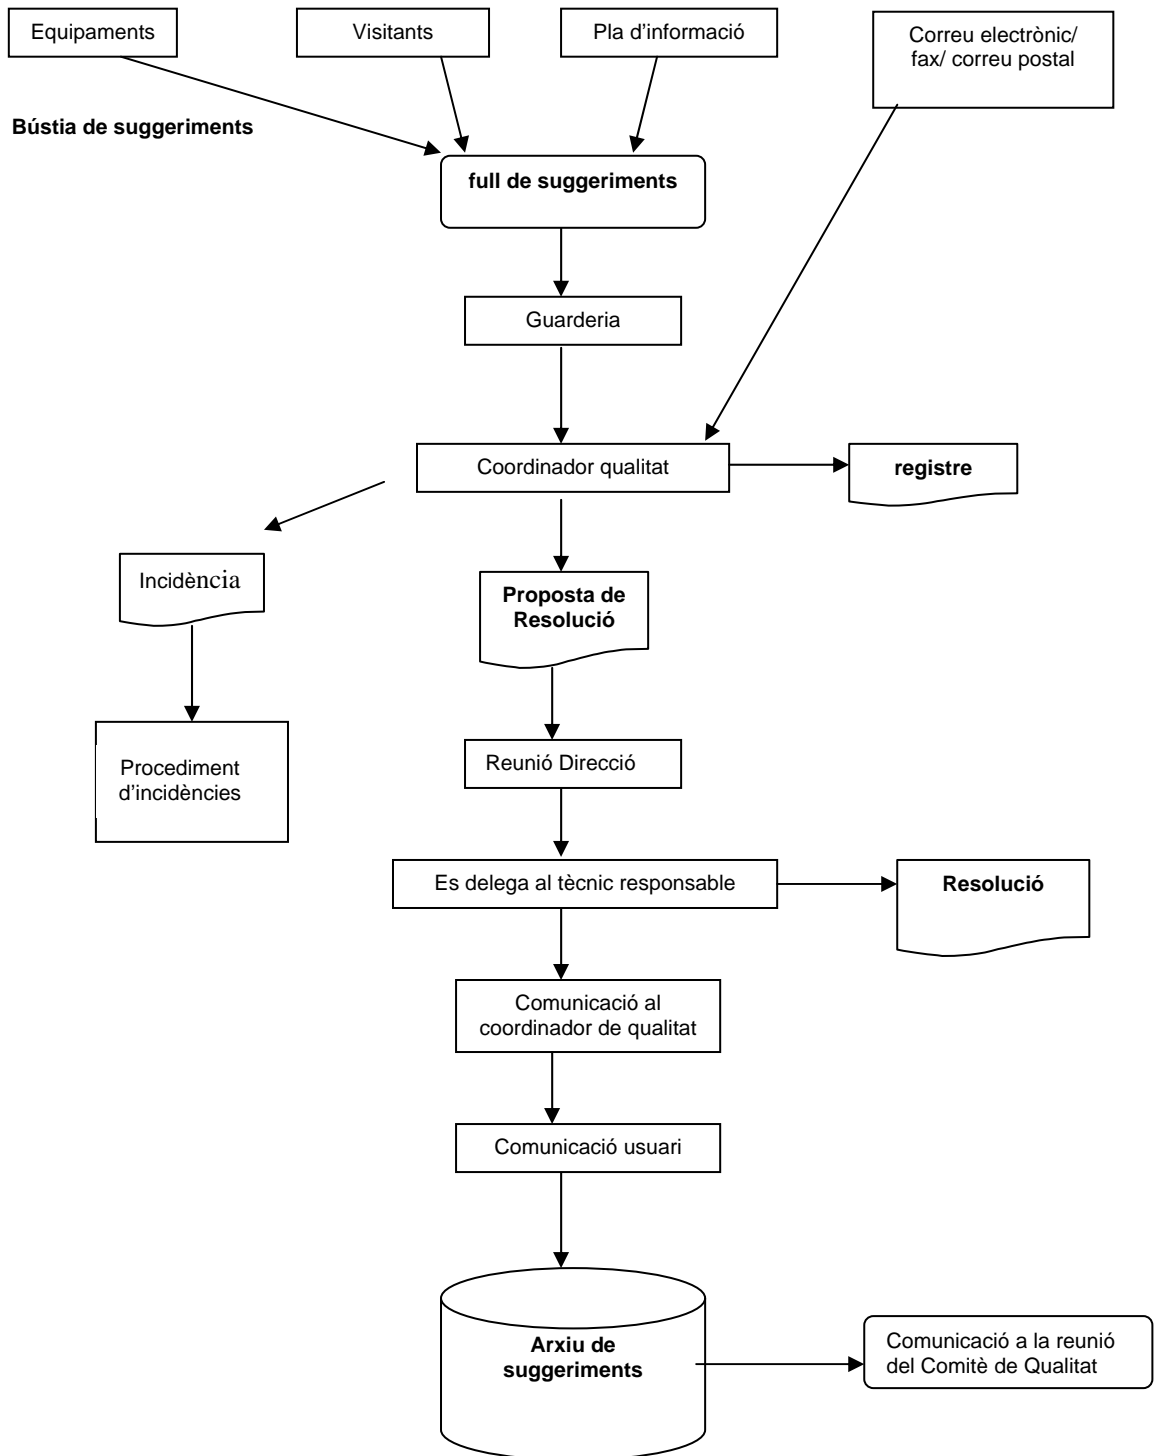 Equipaments
Visitants
Pla d'informació
Correu electrònic/
fax/ correu postal
Bústia de suggeriments
full de suggeriments
Guarderia
Coordinador qualitat
registre
Incidència
Proposta de
Resolució
Procediment
d'incidències
Reunió Direcció
Es delega al tècnic responsable
Resolució
Comunicació al
coordinador de qualitat
Comunicació usuari
Arxiu de
suggeriments
Comunicació a la reunió
del Comitè de Qualitat